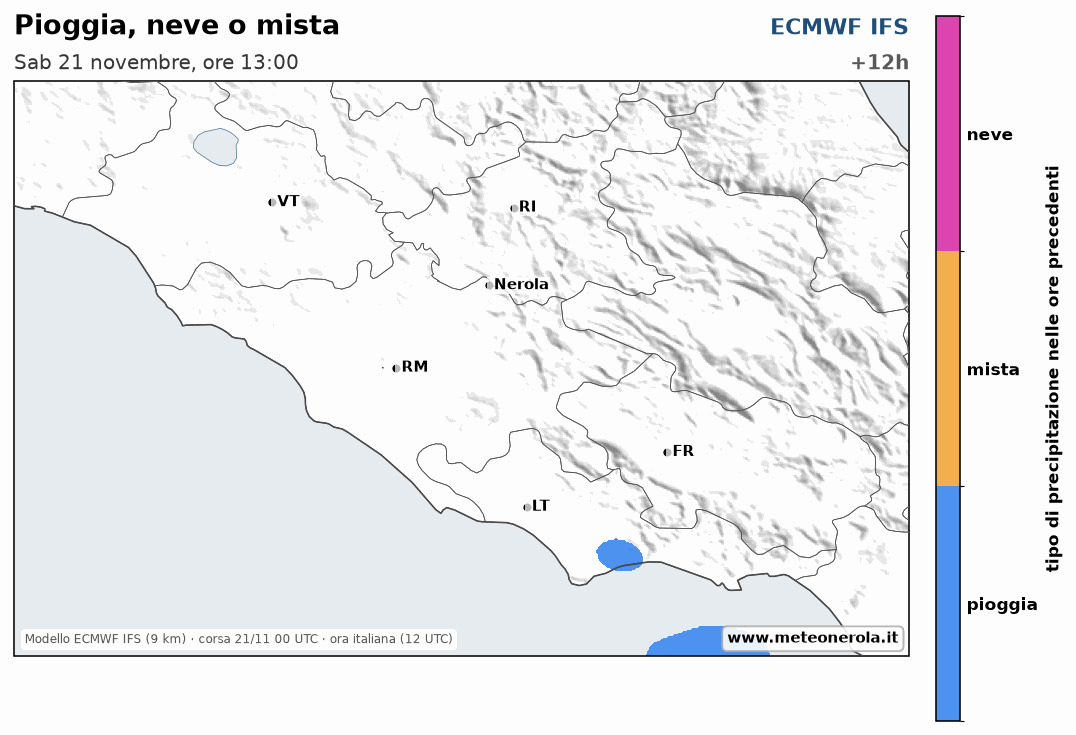 Pioggia, neve o mista
ECMWF IFS
Sab 21 novembre, ore 13:00
+12h
VT
RI
Nerola
RM
FR
LT
Modello ECMWF IFS (9 km) · corsa 21/11 00 UTC · ora italiana (12 UTC)
www.meteonerola.it
neve
mista
pioggia
tipo di precipitazione nelle ore precedenti